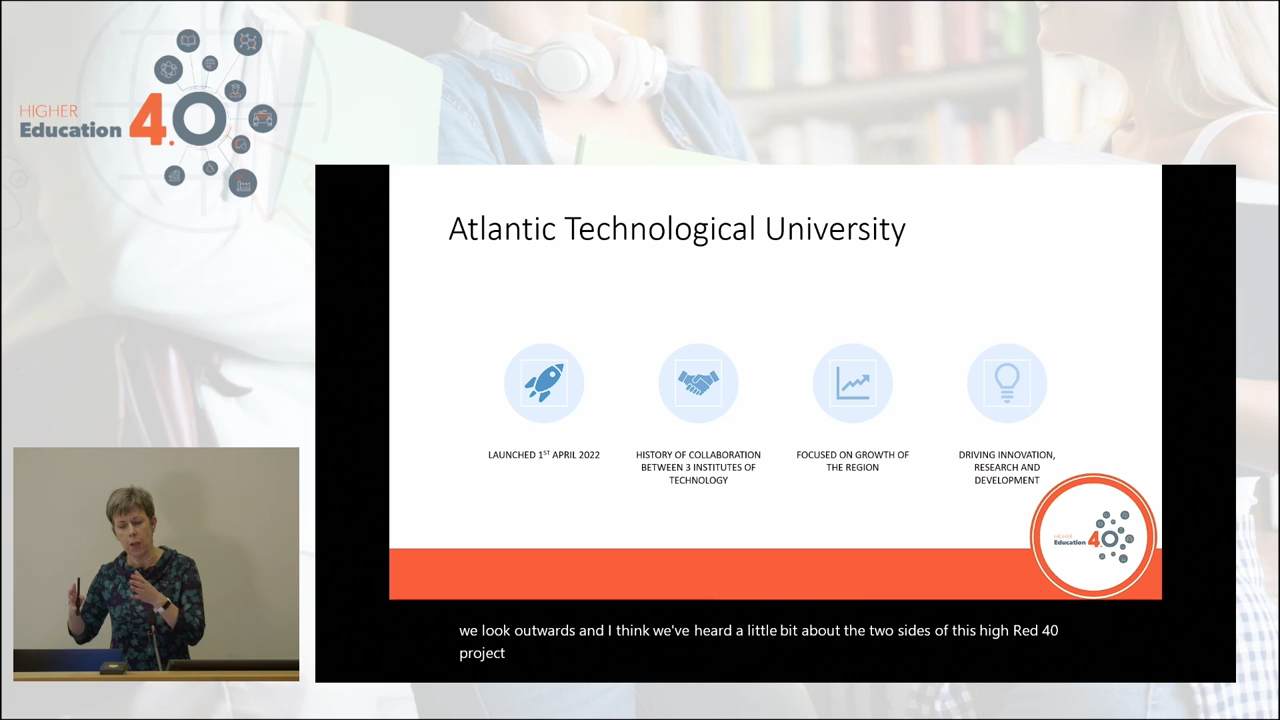 HIGHER
Education 4.0
Atlantic Technological University
LAUNCHED 1ST APRIL 2022
HISTORY OF COLLABORATION
BETWEEN 3 INSTITUTES OF
TECHNOLOGY
FOCUSED ON GROWTH OF
THE REGION
DRIVING INNOVATION,
RESEARCH AND
DEVELOPMENT
HIGHER
Education 4.0
we look outwards and I think we've heard a little bit about the two sides of this high Red 40
project